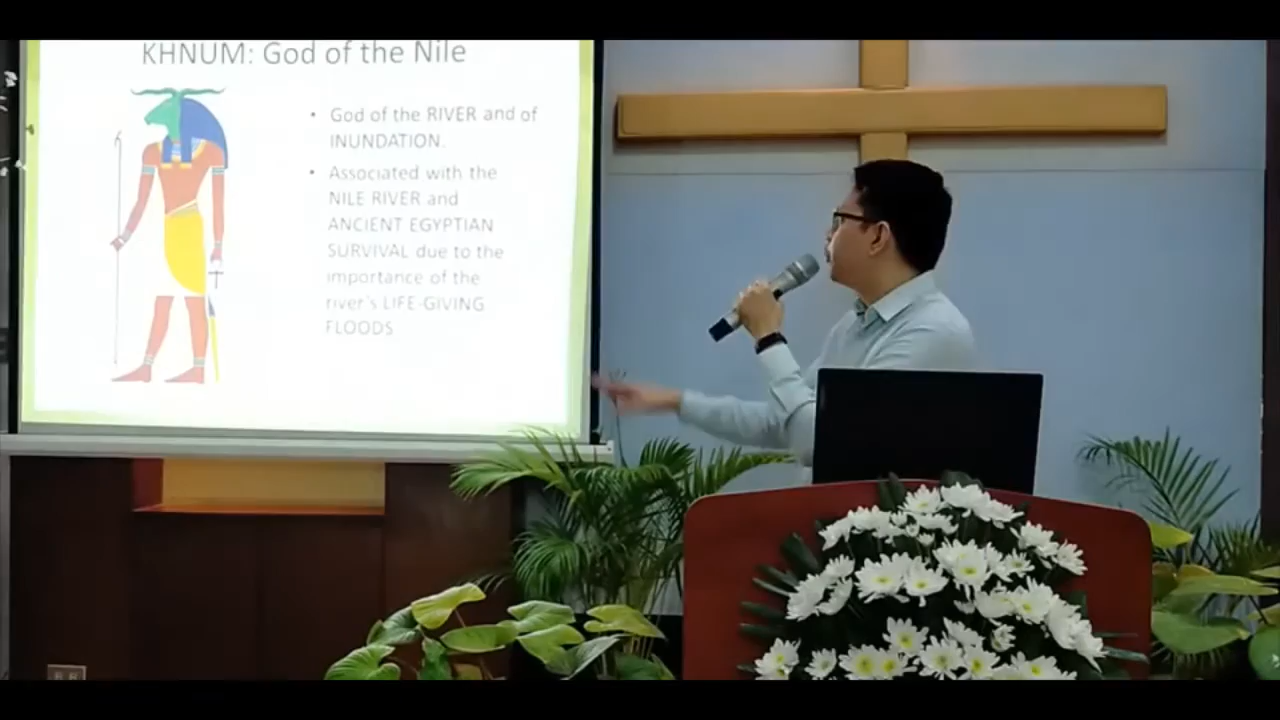 KHNUM: God of the Nile
• God of the RIVER and of
INUNDATION.
• Associated with the
NILE RIVER and
ANCIENT EGYPTIAN
SURVIVAL due to the
importance of the
river's LIFE-GIVING
FLOODS